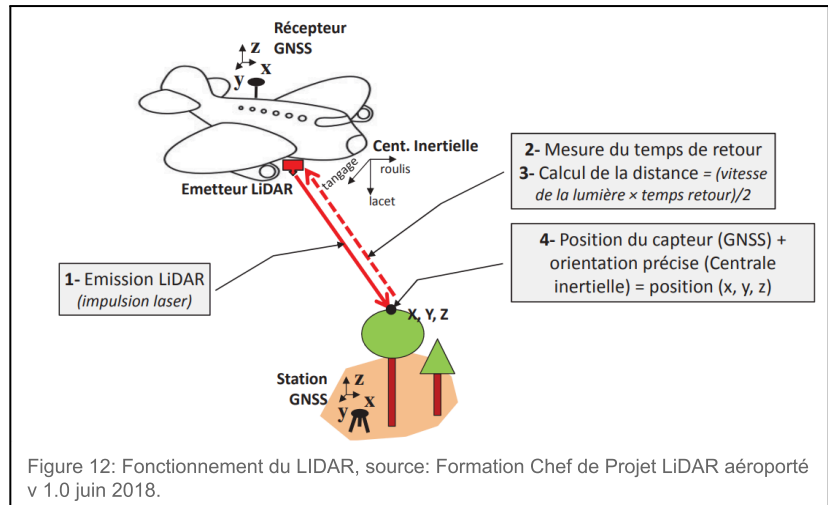 Récepteur
GNSS
z
x
y
Cent. Inertielle
roulis
tangage
lacet
Emetteur LiDAR
2- Mesure du temps de retour
3- Calcul de la distance = (vitesse
de la lumière × temps retour)/2
1- Emission LiDAR
(impulsion laser)
4- Position du capteur (GNSS) +
orientation précise (Centrale
inertielle) = position (x, y, z)
X, Y, Z
Station
GNSS
z
x
y
Figure 12: Fonctionnement du LIDAR, source: Formation Chef de Projet LiDAR aéroporté
v 1.0 juin 2018.